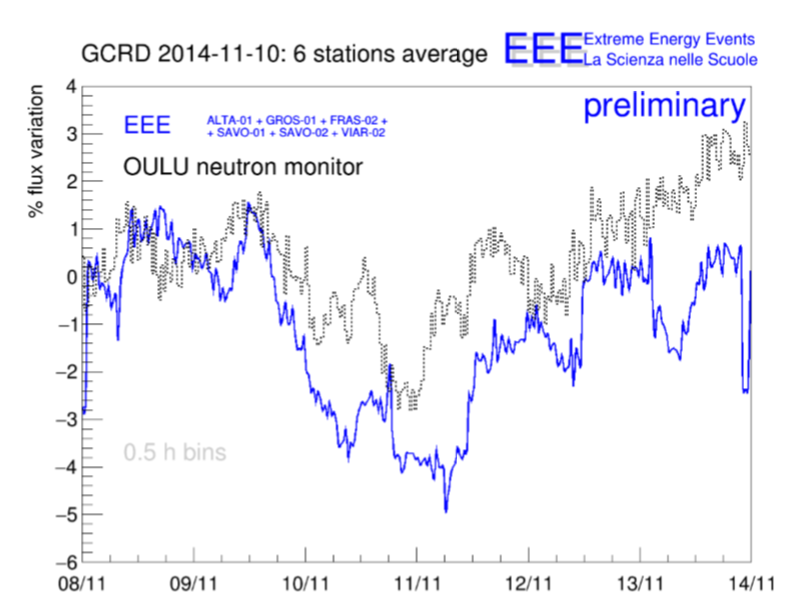 GCRD 2014-11-10: 6 stations average
EEE Extreme Energy Events
La Scienza nelle Scuole
% flux variation
preliminary
EEE ALTA-01 + GROS-01 + FRAS-02 +
+ SAVO-01 + SAVO-02 + VIAR-02
OULU neutron monitor
0.5 h bins
4
3
2
1
0
−1
−2
−3
−4
−5
−6
08/11 09/11 10/11 11/11 12/11 13/11 14/11